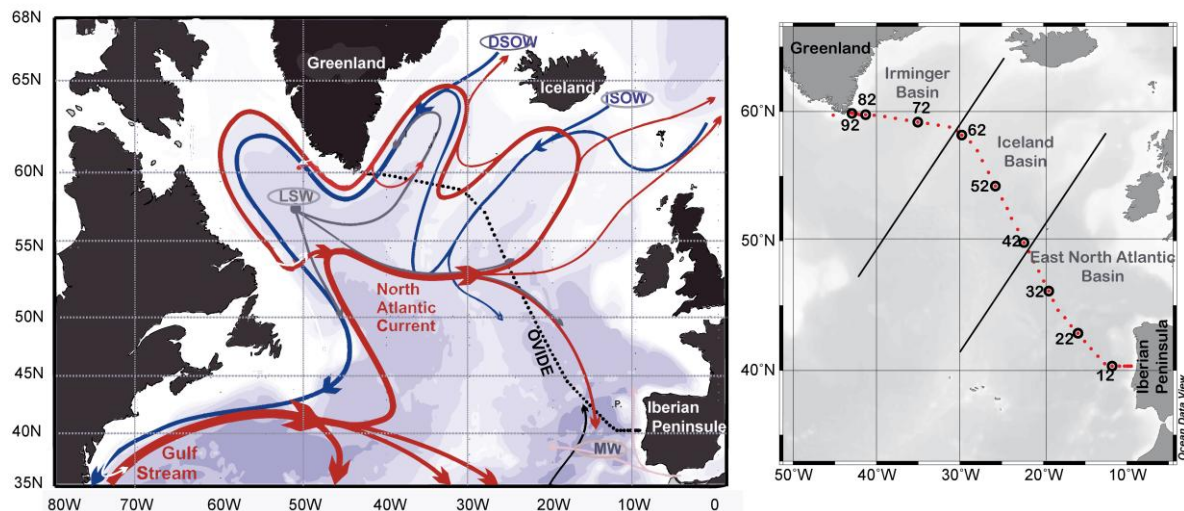 68N
65N
60N
55N
50N
45N
40N
35N
80W
70W
60W
50W
40W
30W
20W
10W
0
DSOW
Greenland
Iceland
ISOW
LSW
North
Atlantic
Current
OVIDE
P.
Iberian
Peninsule
MW
Gulf
Stream
Greenland
Irminger
Basin
82
72
92
62
Iceland
Basin
52
42
East North Atlantic
Basin
32
22
12
Iberian
Peninsula
60°N
50°N
40°N
50°W
40°W
30°W
20°W
10°W
Ocean Data View